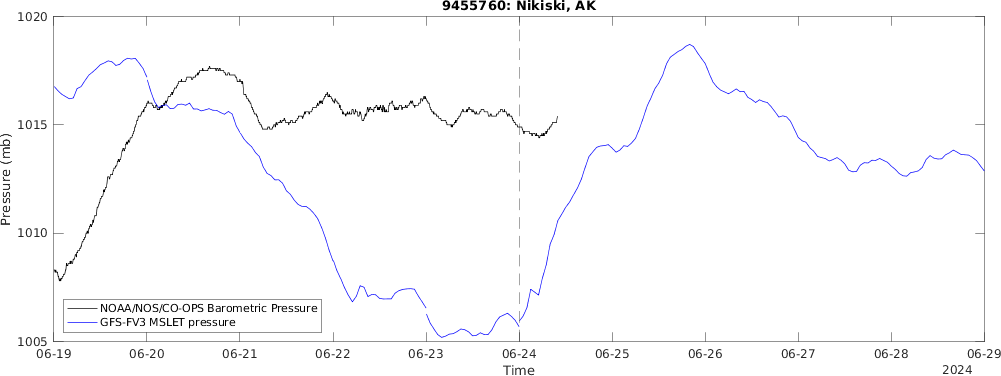 9455760: Nikiski, AK
1020
1015
1010
1005
Pressure (mb)
NOAA/NOS/CO-OPS Barometric Pressure
GFS-FV3 MSLET pressure
06-19 06-20 06-21 06-22 06-23 06-24 06-25 06-26 06-27 06-28 06-29
Time
2024